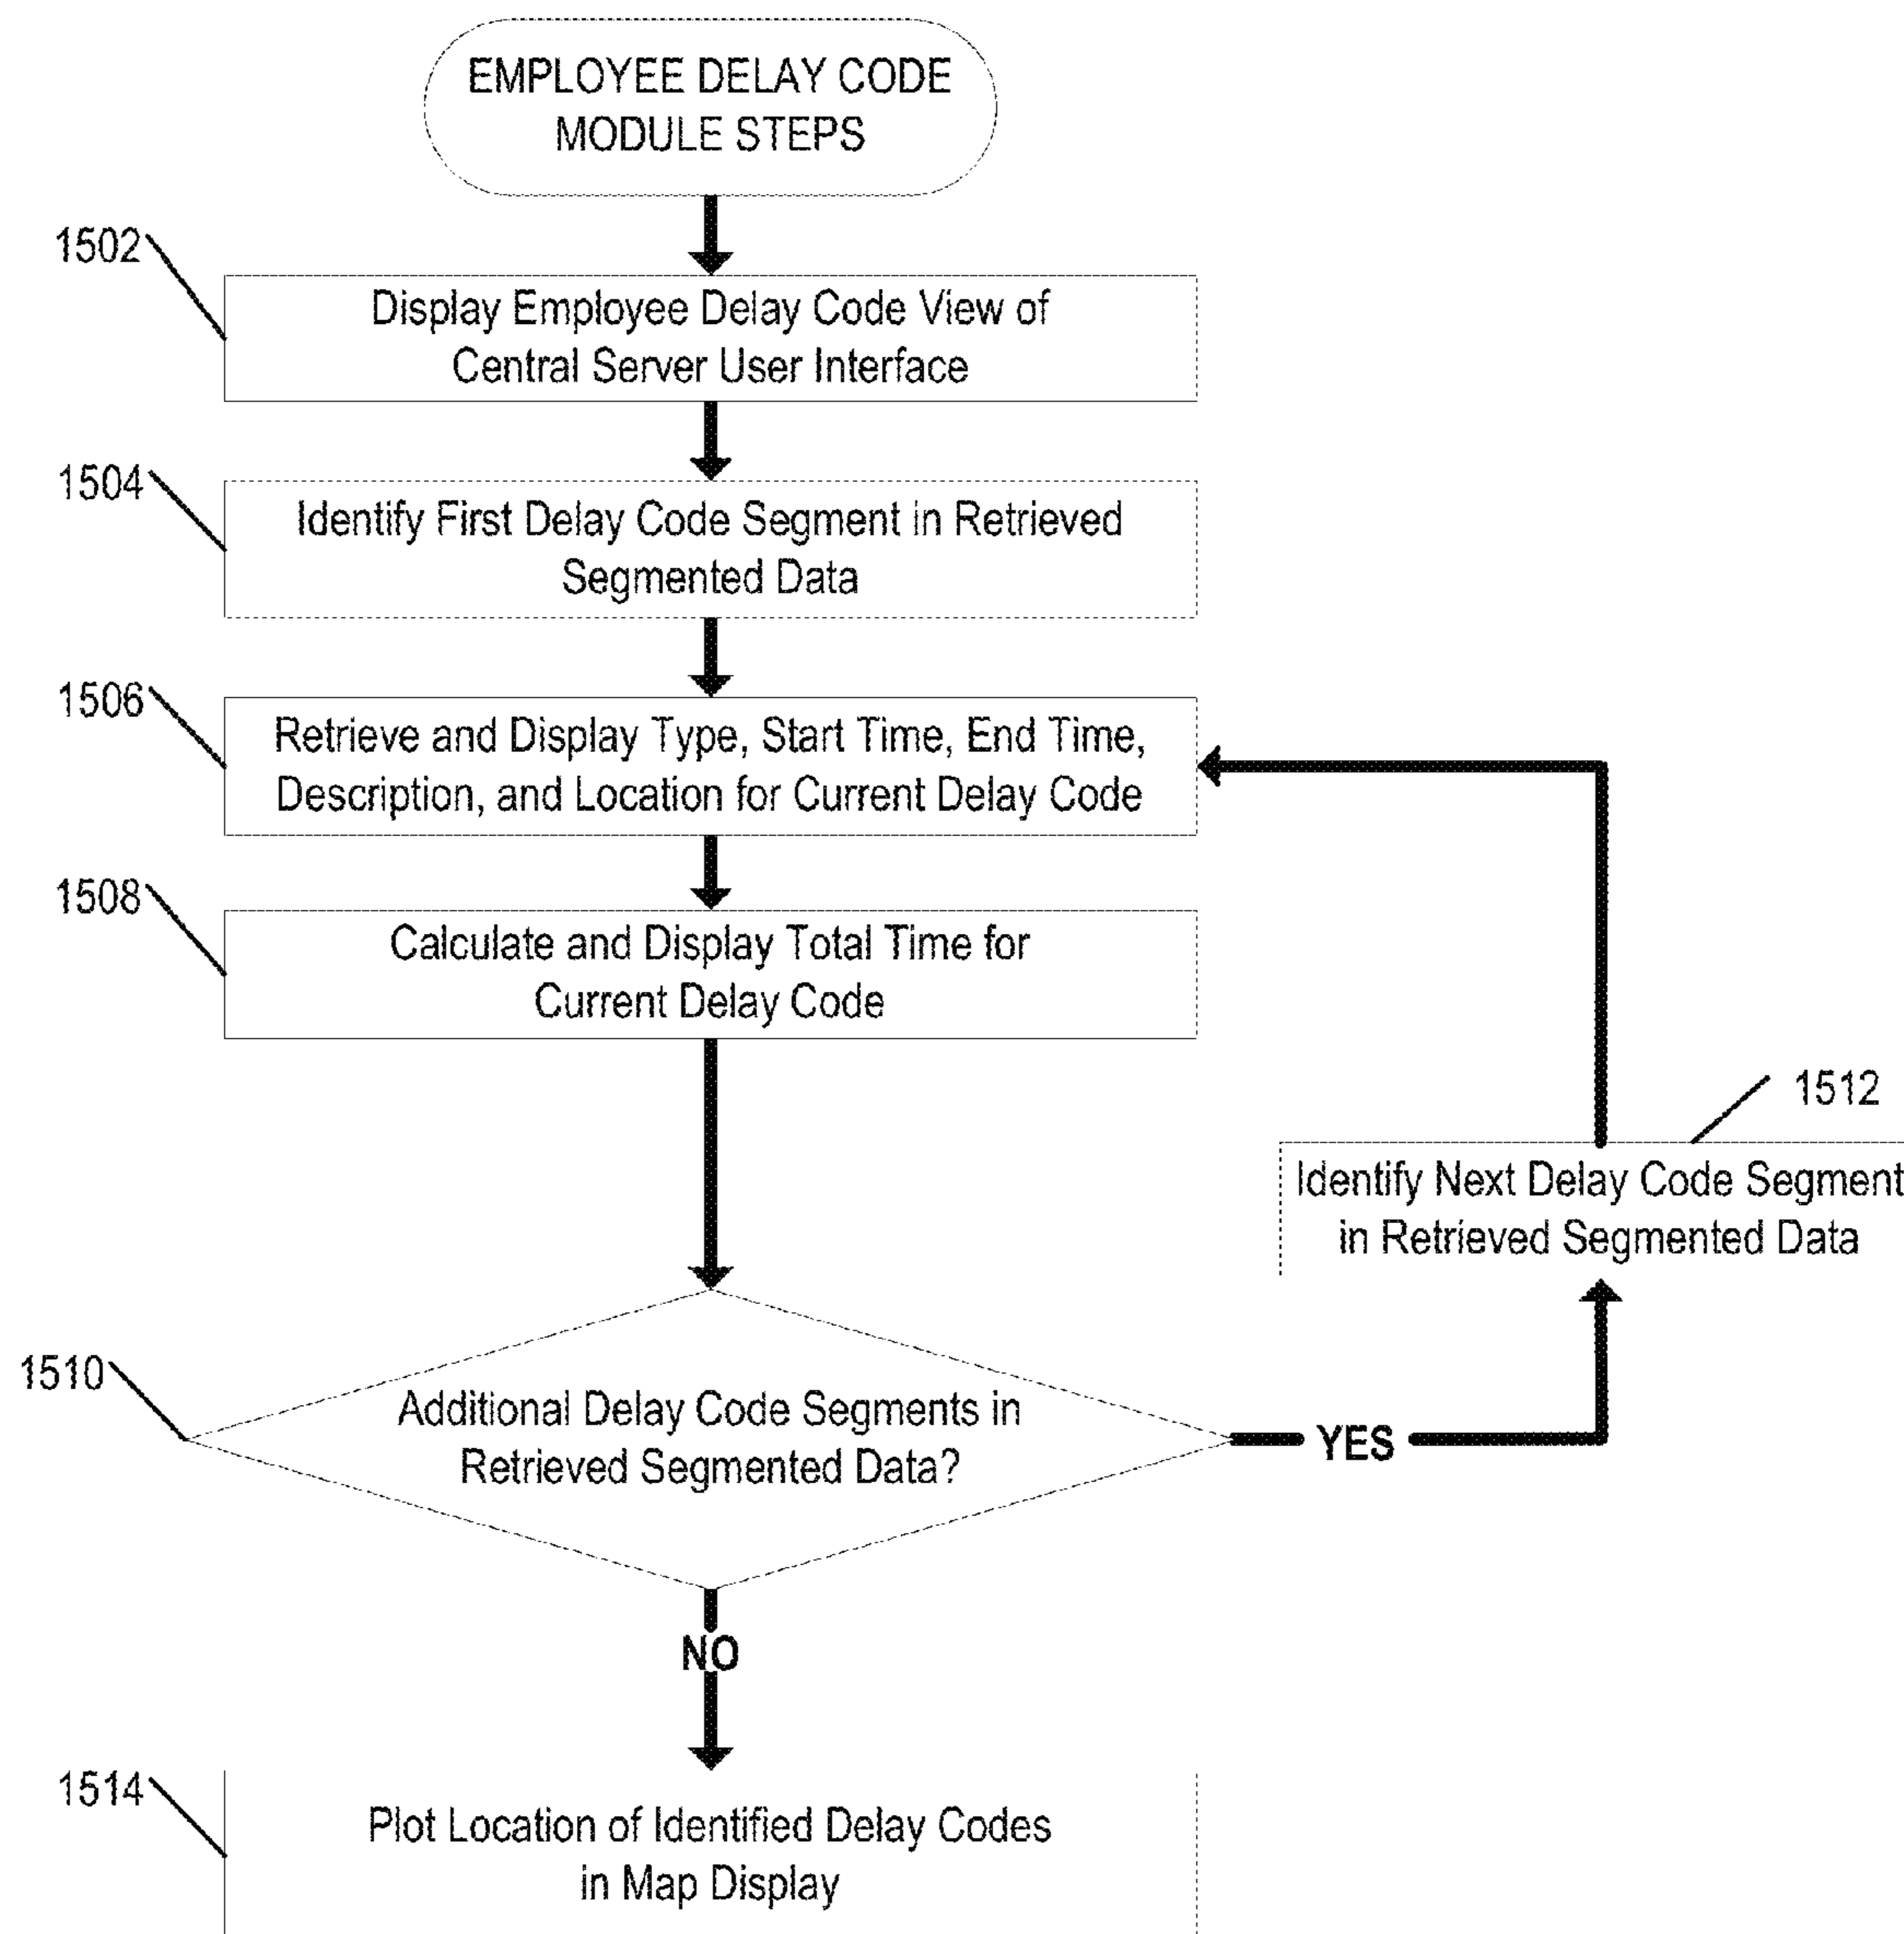 EMPLOYEE DELAY CODE
MODULE STEPS
1502
Display Employee Delay Code View of
Central Server User Interface
1504
Identify First Delay Code Segment in Retrieved
Segmented Data
1506
Retrieve and Display Type, Start Time, End Time,
Description, and Location for Current Delay Code
1508
Calculate and Display Total Time for
Current Delay Code
1512
Identify Next Delay Code Segment
in Retrieved Segmented Data
1510
Additional Delay Code Segments in
Retrieved Segmented Data?
YES
NO
1514
Plot Location of Identified Delay Codes
in Map Display